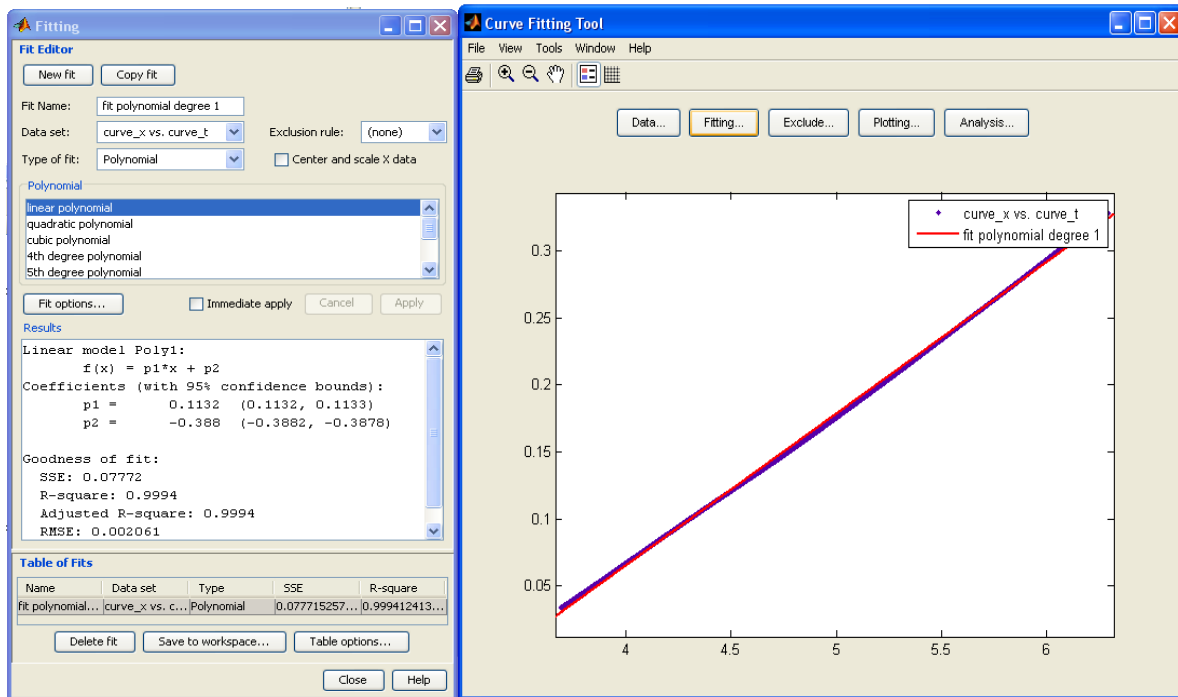 Fitting
Fit Editor
New fit Copy fit
Fit Name: fit polynomial degree 1
Data set: curve_x vs. curve_t Exclusion rule: (none)
Type of fit: Polynomial Center and scale X data
Polynomial
linear polynomial
quadratic polynomial
cubic polynomial
4th degree polynomial
5th degree polynomial
Fit options... Immediate apply Cancel Apply
Results
Linear model Poly1:
f(x) = p1*x + p2
Coefficients (with 95% confidence bounds):
p1 = 0.1132 (0.1132, 0.1133)
p2 = -0.388 (-0.3882, -0.3878)
Goodness of fit:
SSE: 0.07772
R-square: 0.9994
Adjusted R-square: 0.9994
RMSE: 0.002061
Table of Fits
Name Data set Type SSE R-square
fit polynomial... curve_x vs. c... Polynomial 0.077715257... 0.999412413...
Delete fit Save to workspace... Table options...
Close Help
Curve Fitting Tool
File View Tools Window Help
Data... Fitting... Exclude... Plotting... Analysis...
curve_x vs. curve_t
fit polynomial degree 1
0.3
0.25
0.2
0.15
0.1
0.05
4 4.5 5 5.5 6